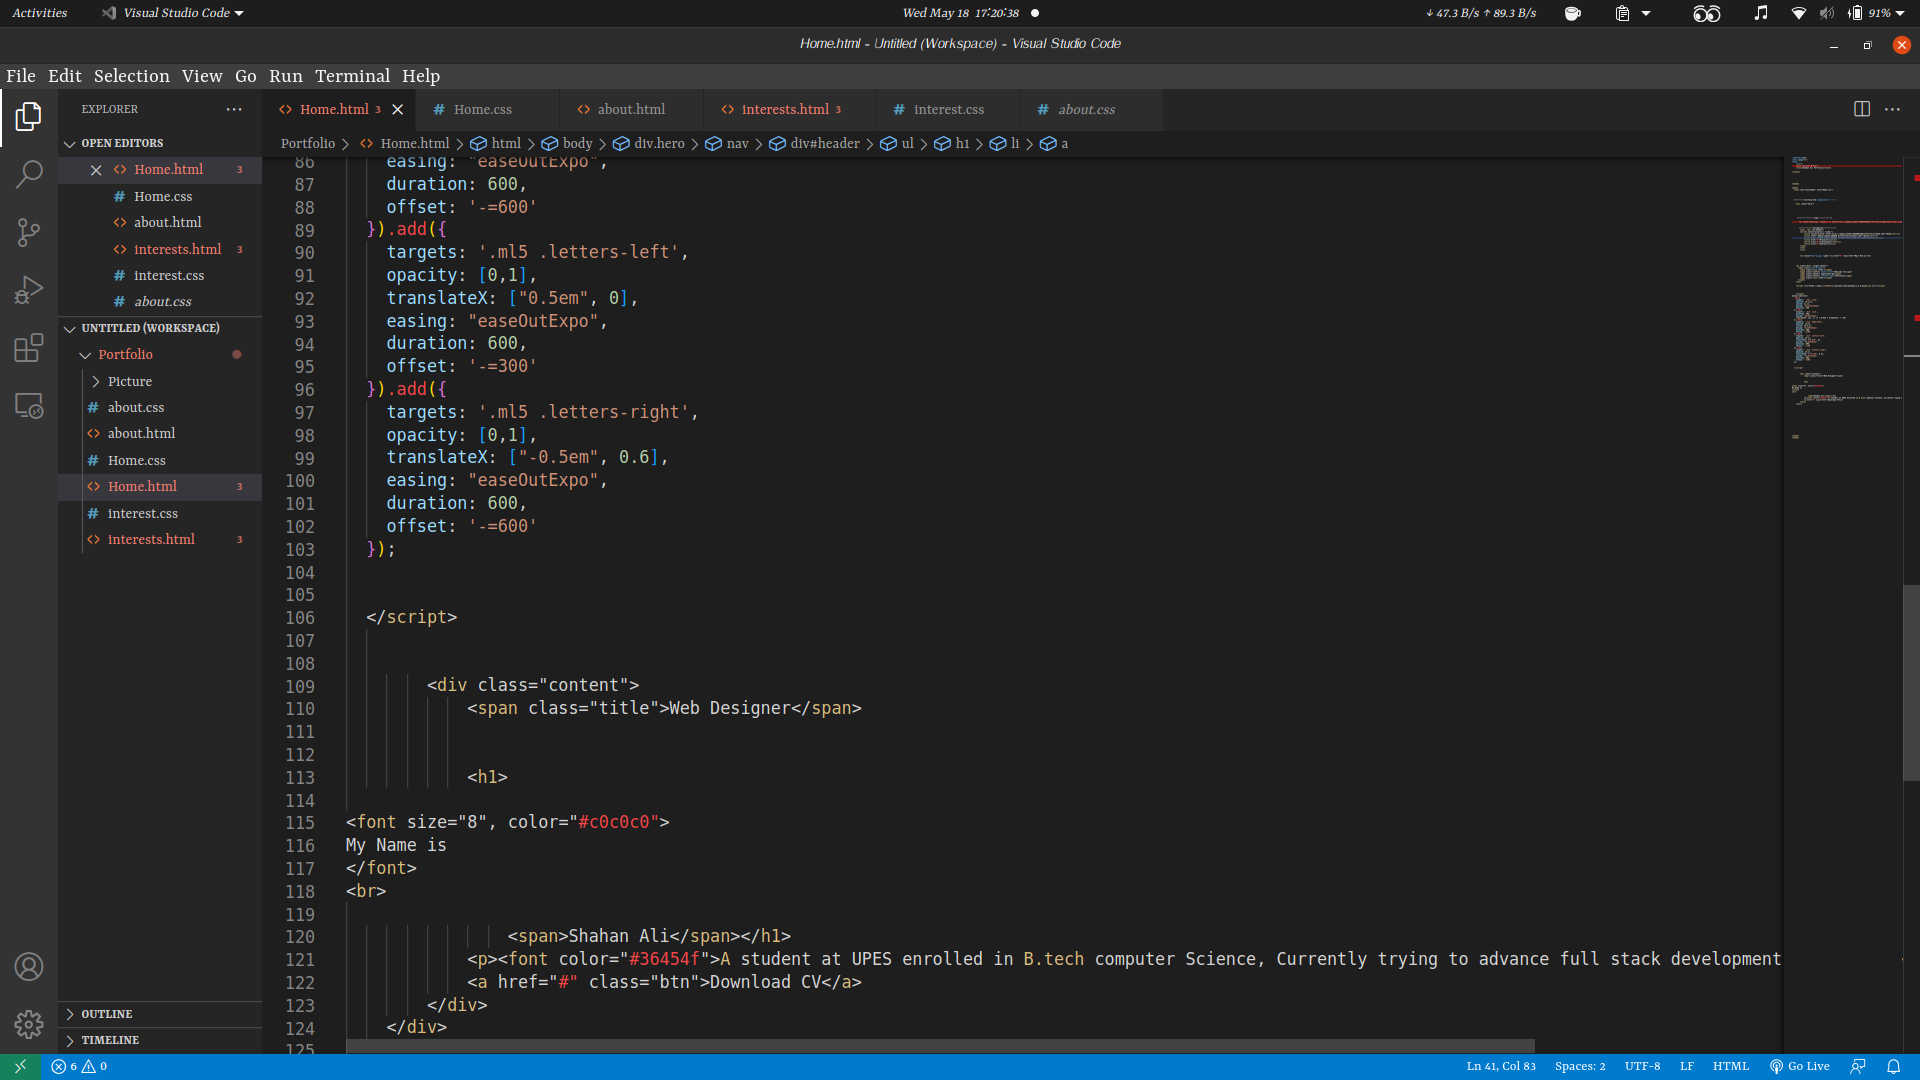 Activities
Visual Studio Code
Wed May 18 17:20:38
↓ 47.3 B/s ↑ 89.3 B/s
91%
Home.html - Untitled (Workspace) - Visual Studio Code
File Edit Selection View Go Run Terminal Help
EXPLORER
Home.html 3
Home.css
about.html
interests.html 3
interest.css
about.css
OPEN EDITORS
Home.html 3
Home.css
about.html
interests.html 3
interest.css
about.css
UNTITLED (WORKSPACE)
Portfolio
Picture
about.css
about.html
Home.css
Home.html 3
interest.css
interests.html 3
OUTLINE
TIMELINE
Portfolio > Home.html > html > body > div.hero > nav > div#header > ul > h1 > li > a
86 easing: "easeOutExpo",
87 duration: 600,
88 offset: '-=600'
89 }).add({
90 targets: '.ml5 .letters-left',
91 opacity: [0,1],
92 translateX: ["0.5em", 0],
93 easing: "easeOutExpo",
94 duration: 600,
95 offset: '-=300'
96 }).add({
97 targets: '.ml5 .letters-right',
98 opacity: [0,1],
99 translateX: ["-0.5em", 0.6],
100 easing: "easeOutExpo",
101 duration: 600,
102 offset: '-=600'
103 });
104
105
106 </script>
107
108
109 <div class="content">
110 <span class="title">Web Designer</span>
111
112
113 <h1>
114
115 <font size="8", color="#c0c0c0">
116 My Name is
117 </font>
118 <br>
119
120 <span>Shahan Ali</span></h1>
121 <p><font color="#36454f">A student at UPES enrolled in B.tech computer Science, Currently trying to advance full stack development
122 <a href="#" class="btn">Download CV</a>
123 </div>
124 </div>
125
6 0
Ln 41, Col 83
Spaces: 2
UTF-8
LF
HTML
Go Live